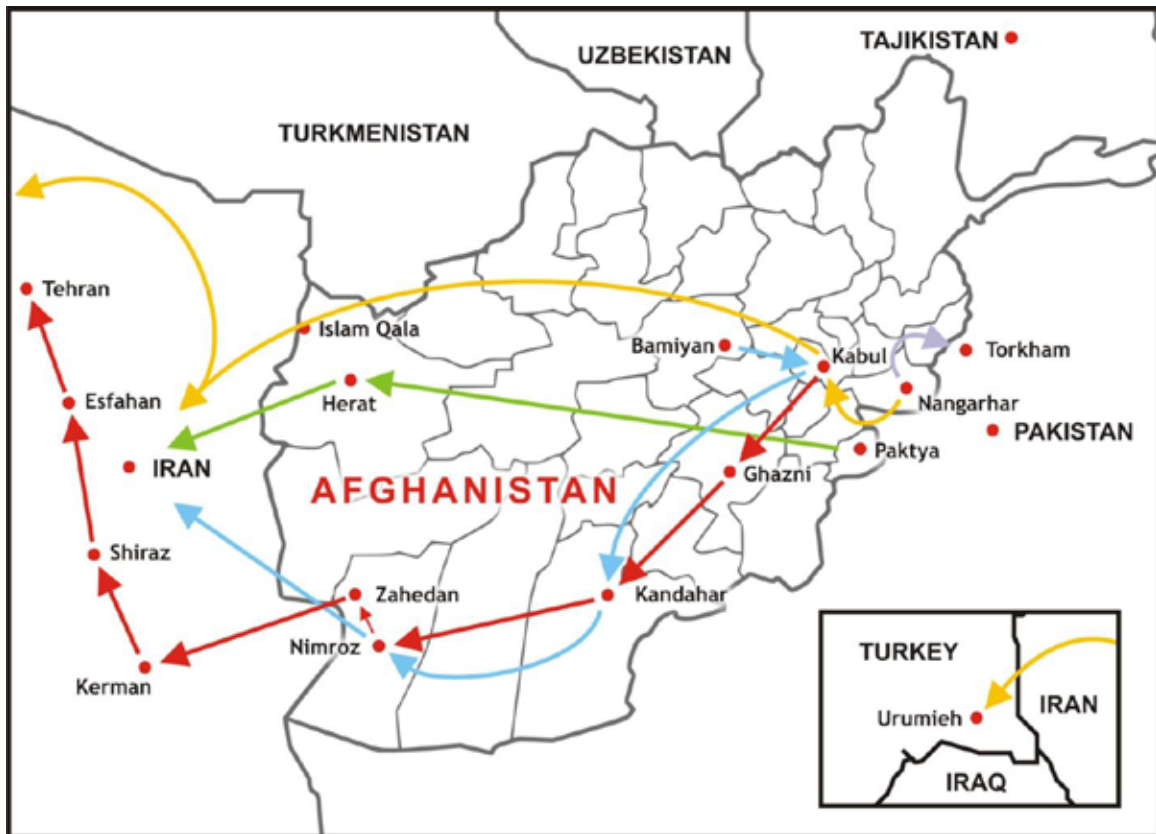 UZBEKISTAN
TAJIKISTAN
TURKMENISTAN
Tehran
Islam Qala
Bamiyan
Kabul
Torkham
Esfahan
Herat
Nangarhar
PAKISTAN
Paktya
IRAN
Ghazni
AFGHANISTAN
Shiraz
Zahedan
Kandahar
Nimroz
Kerman
TURKEY
Urumieh
IRAN
IRAQ